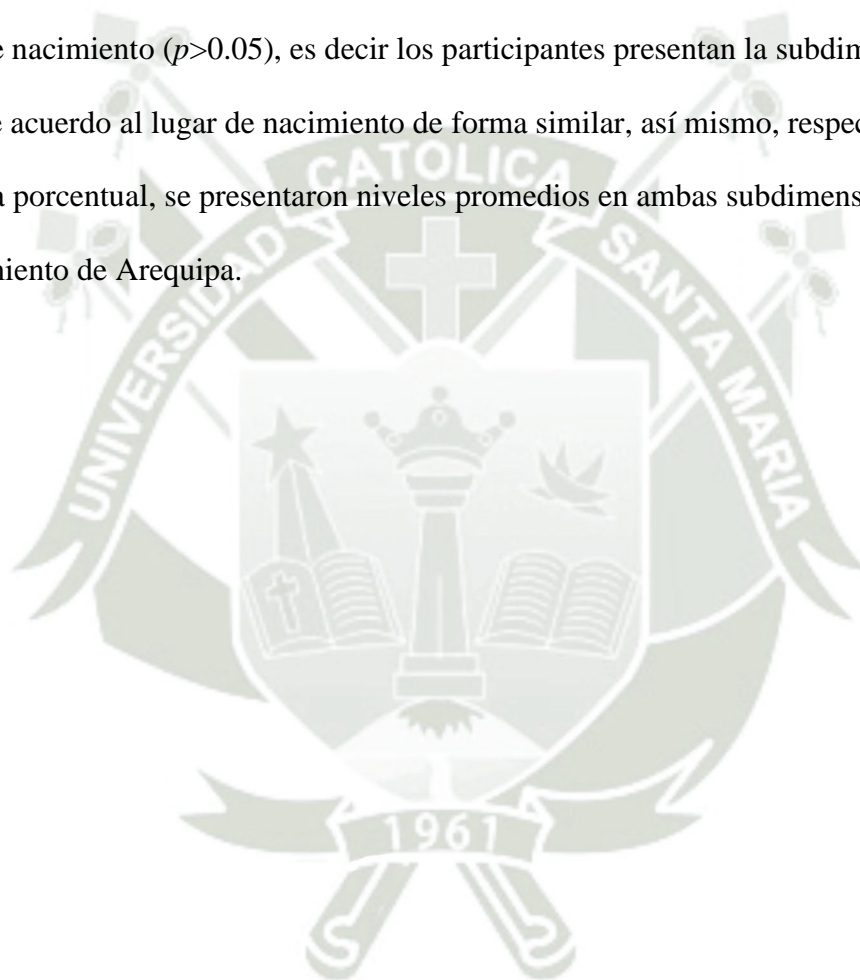 e nacimiento (p>0.05), es decir los participantes presentan la subdim
e acuerdo al lugar de nacimiento de forma similar, así mismo, respec
a porcentual, se presentaron niveles promedios en ambas subdimens
niento de Arequipa.
UNIVERSIDAD CATOLICA SANTA MARIA
1961